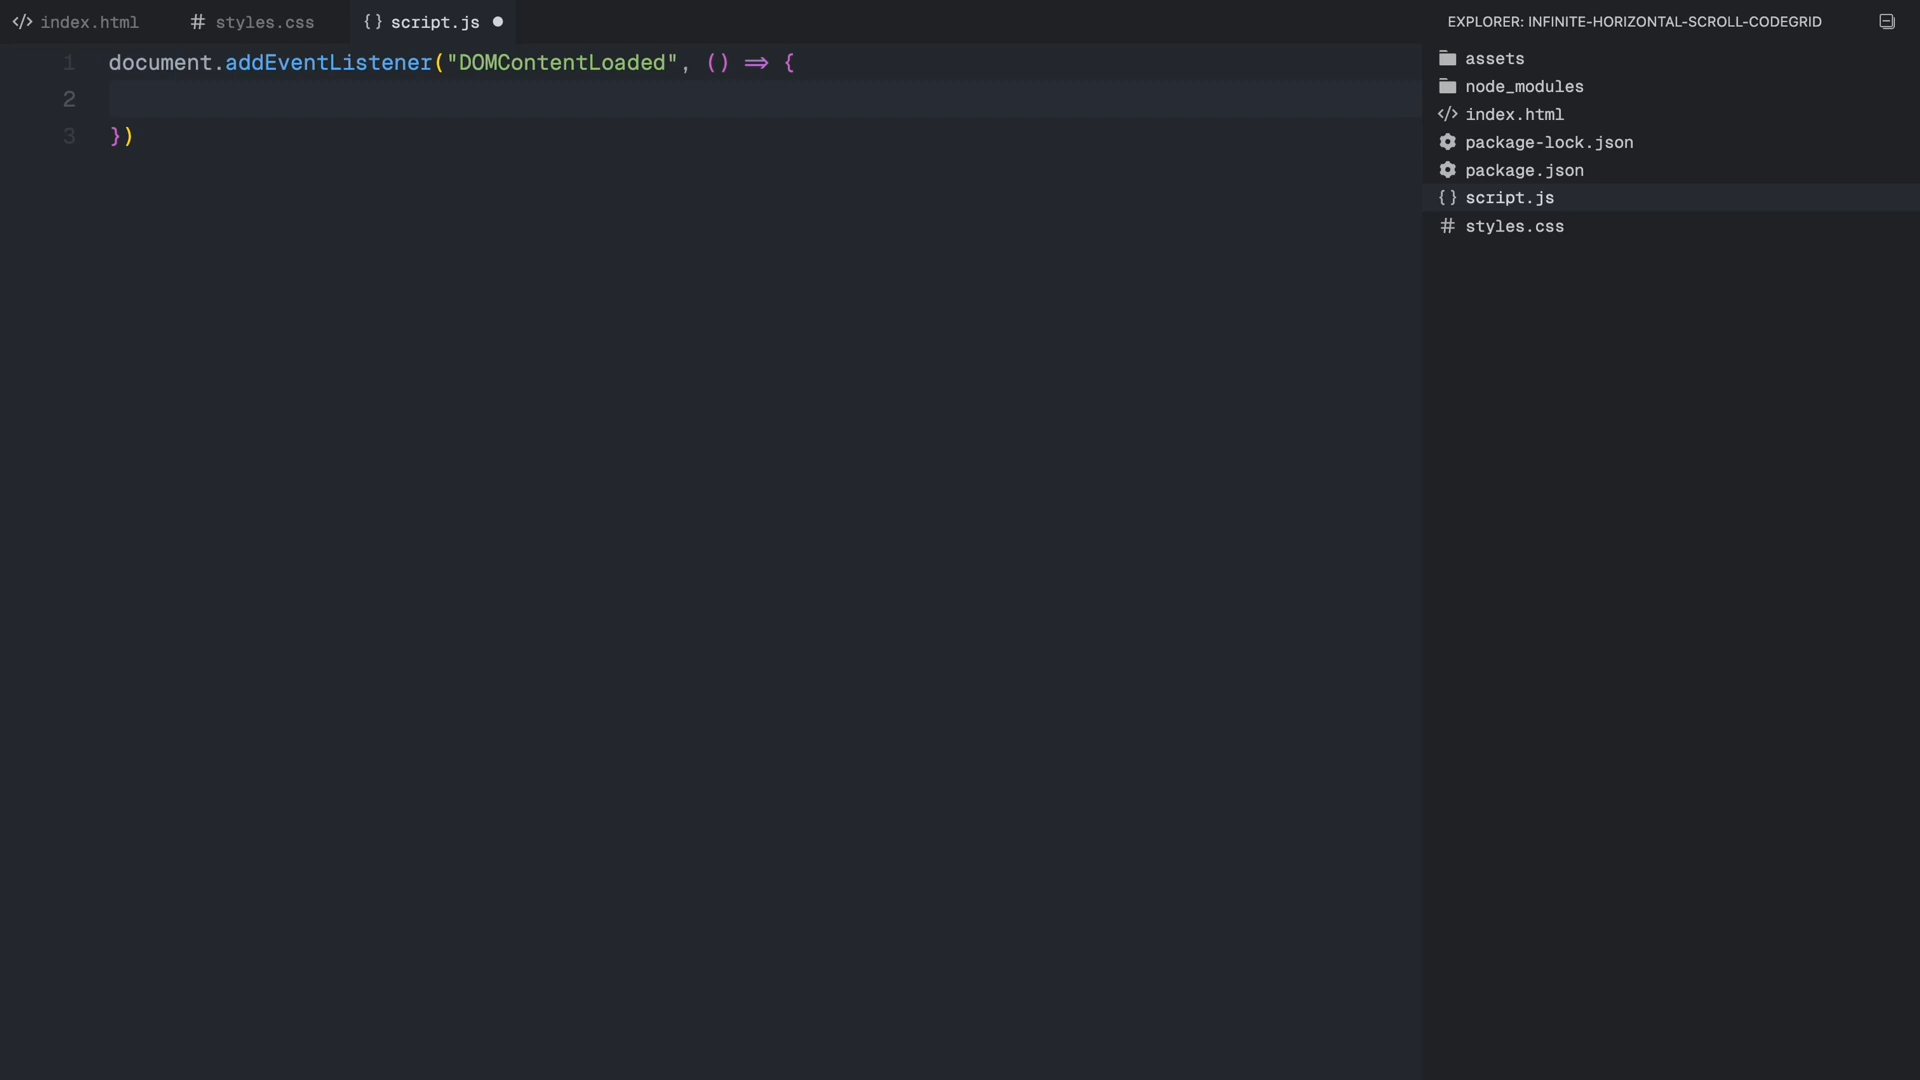 </> index.html # styles.css {} script.js ●
EXPLORER: INFINITE-HORIZONTAL-SCROLL-CODEGRID
1 document.addEventListener("DOMContentLoaded", () => {
2
3 })
assets
node_modules
</> index.html
package-lock.json
package.json
{} script.js
# styles.css